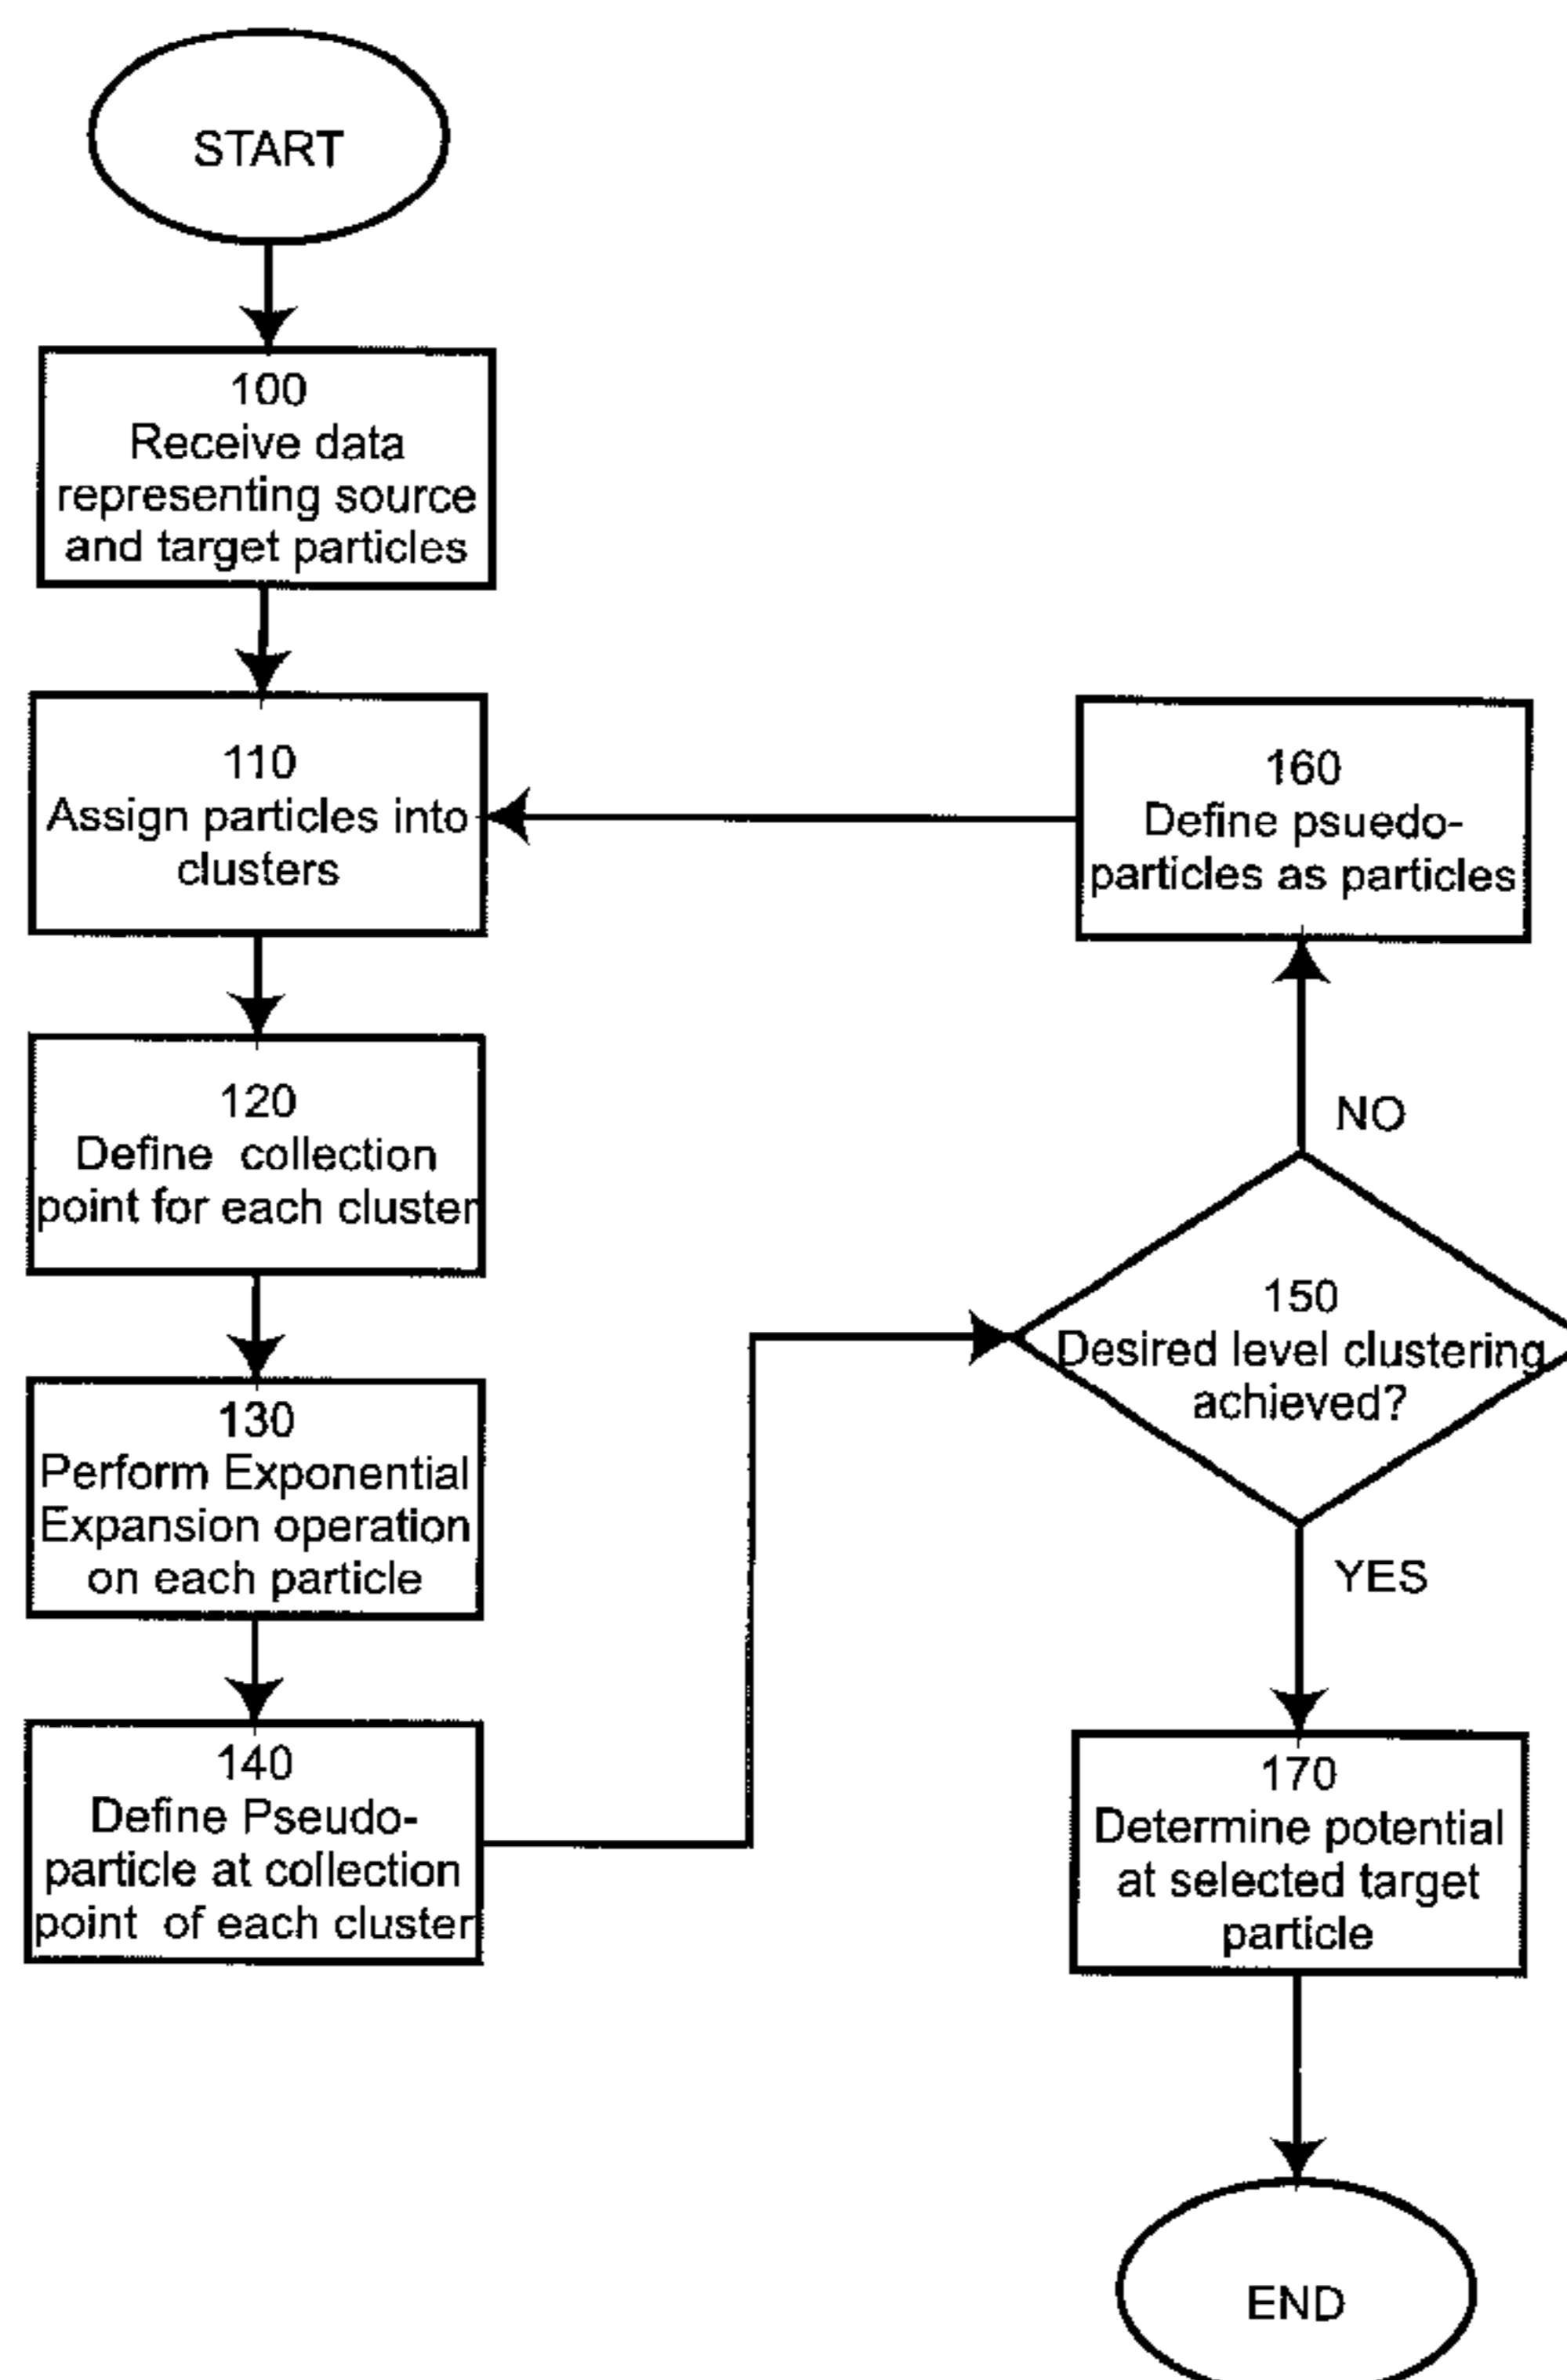 START
100
Receive data
representing source
and target particles
110
Assign particles into
clusters
120
Define collection
point for each cluster
130
Perform Exponential
Expansion operation
on each particle
140
Define Pseudo-
particle at collection
point of each cluster
150
Desired level clustering
achieved?
NO
160
Define psuedo-
particles as particles
YES
170
Determine potential
at selected target
particle
END